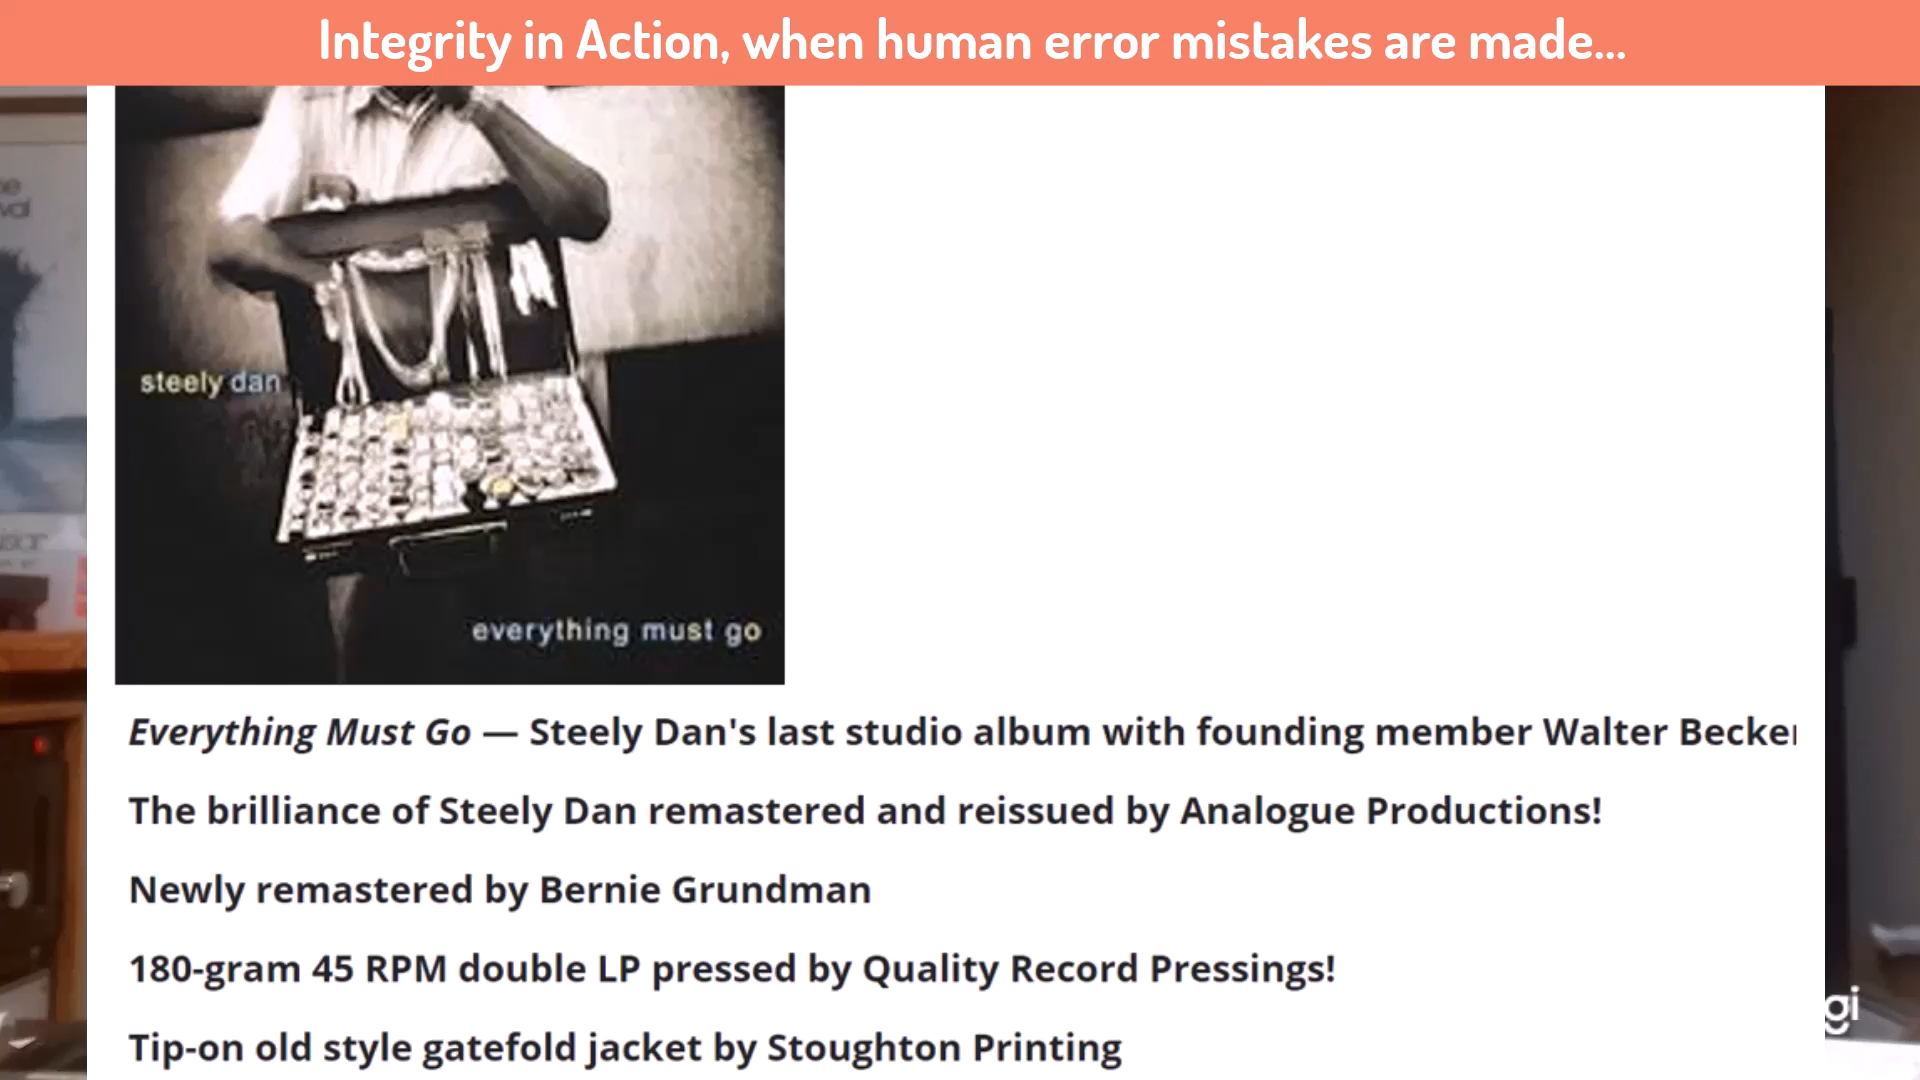 Integrity in Action, when human error mistakes are made...
steely dan
everything must go
Everything Must Go — Steely Dan's last studio album with founding member Walter Becker
The brilliance of Steely Dan remastered and reissued by Analogue Productions!
Newly remastered by Bernie Grundman
180-gram 45 RPM double LP pressed by Quality Record Pressings!
Tip-on old style gatefold jacket by Stoughton Printing
gi